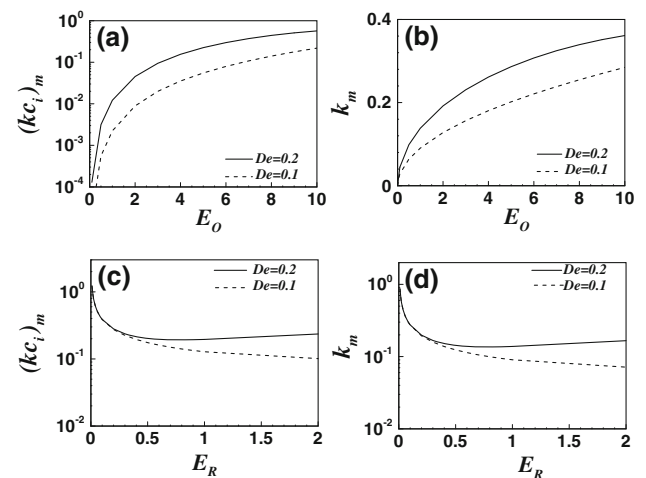 (a)
10^0
10^-1
10^-2
10^-3
10^-4
(kc_i)_m
De=0.2
De=0.1
0 2 4 6 8 10
E_O
(b)
0.4
0.2
0
k_m
De=0.2
De=0.1
0 2 4 6 8 10
E_O
(c)
10^0
10^-1
10^-2
(kc_i)_m
De=0.2
De=0.1
0 0.5 1 1.5 2
E_R
(d)
10^0
10^-1
10^-2
k_m
De=0.2
De=0.1
0 0.5 1 1.5 2
E_R